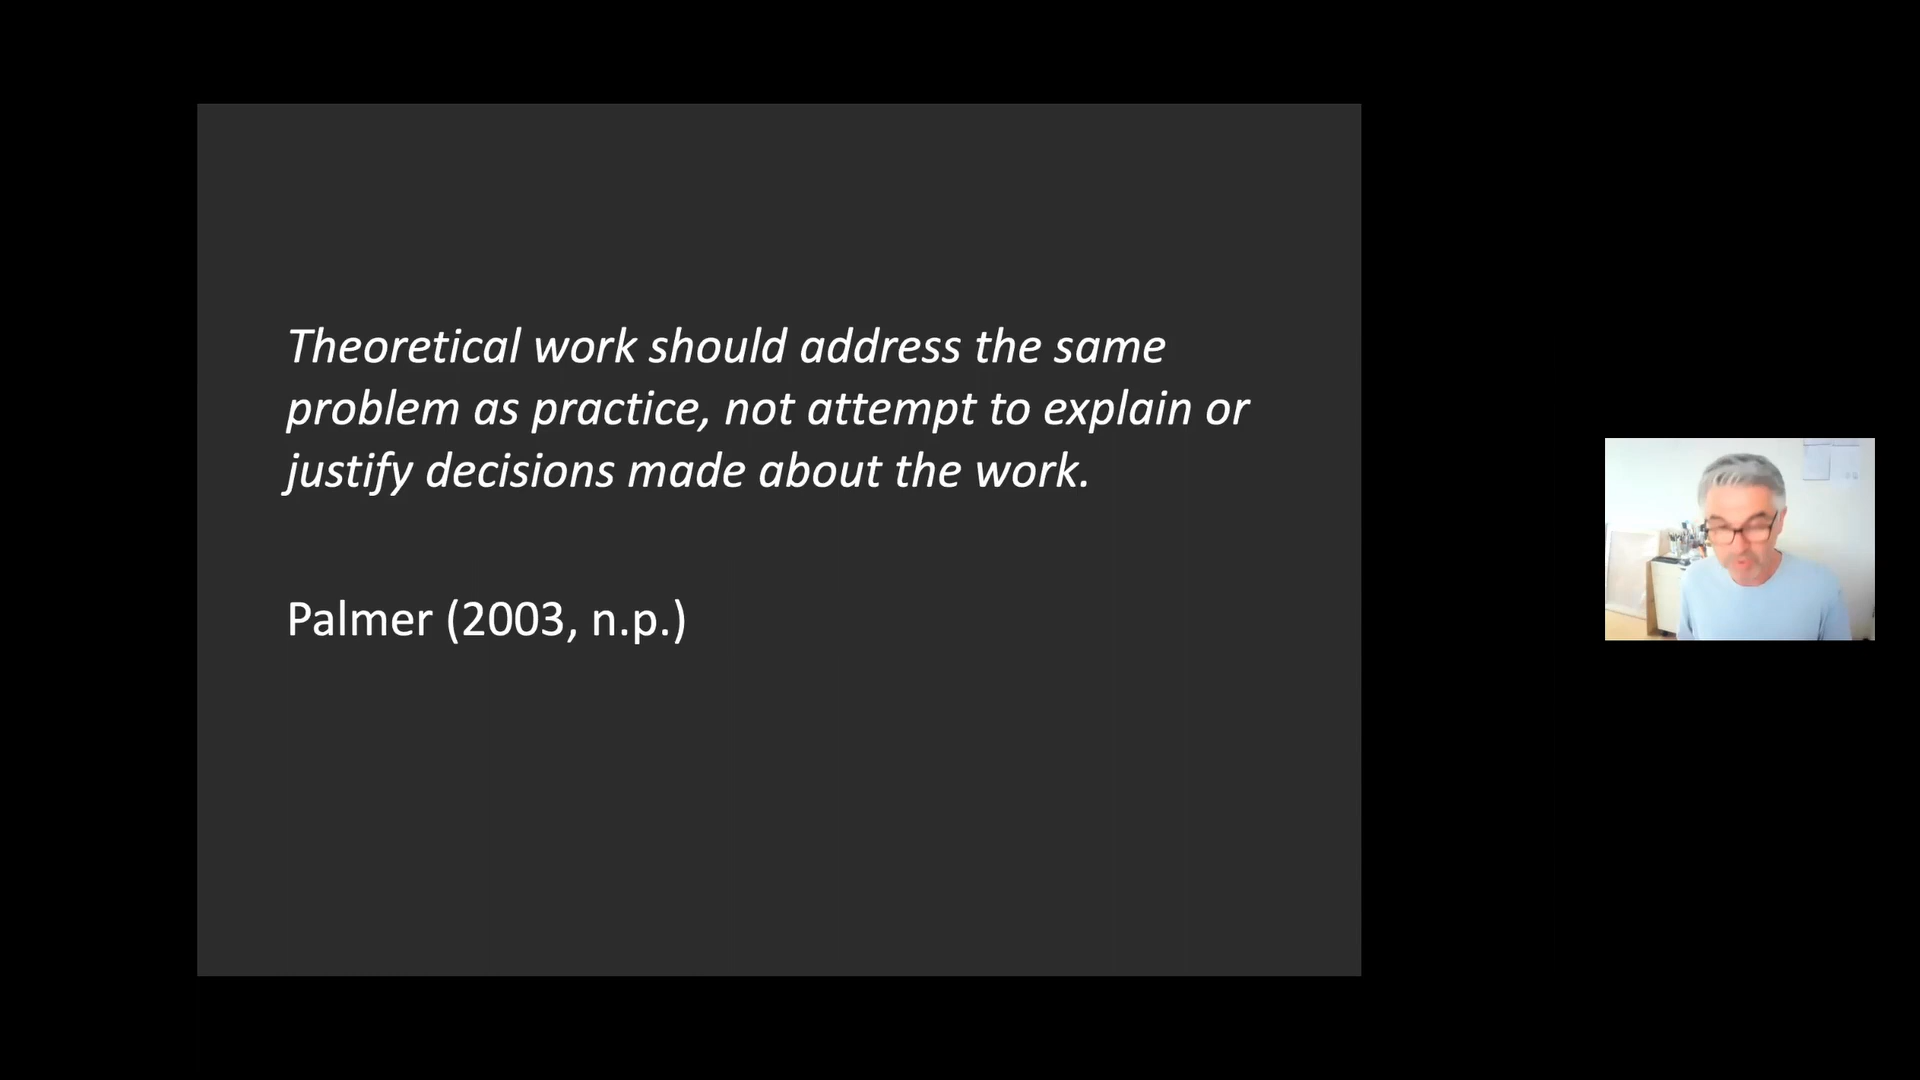 Theoretical work should address the same
problem as practice, not attempt to explain or
justify decisions made about the work.
Palmer (2003, n.p.)